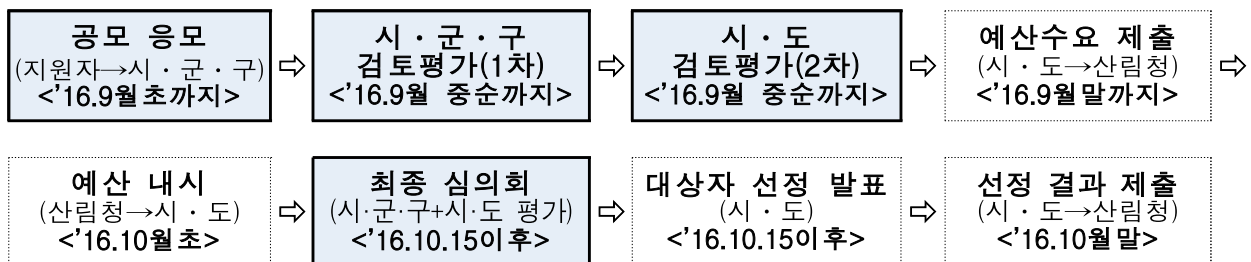 공모 응모
(지원자→시・군・구)
<'16.9월초까지>
⇨
시・군・구
검토평가(1차)
<'16.9월 중순까지>
⇨
시・도
검토평가(2차)
<'16.9월 중순까지>
⇨
예산수요 제출
(시・도→산림청)
<'16.9월말까지>
⇨
예산 내시
(산림청→시・도)
<'16.10월초>
⇨
최종 심의회
(시·군·구+시·도 평가)
<'16.10.15이후>
⇨
대상자 선정 발표
(시・도)
<'16.10.15이후>
⇨
선정 결과 제출
(시・도→산림청)
<'16.10월말>